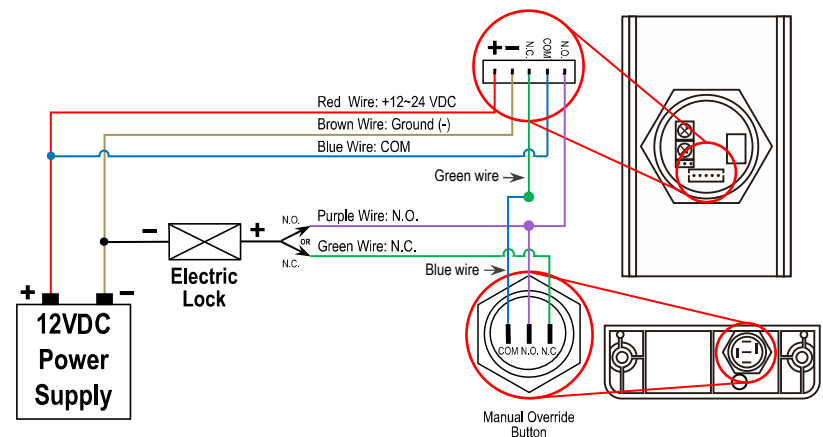 + − N.C. COM N.O.
Red Wire: +12~24 VDC
Brown Wire: Ground (-)
Blue Wire: COM
Green wire
Purple Wire: N.O.
N.O.
OR
N.C.
Green Wire: N.C.
− +
Electric
Lock
Blue wire
+ −
12VDC
Power
Supply
COM N.O. N.C.
Manual Override
Button